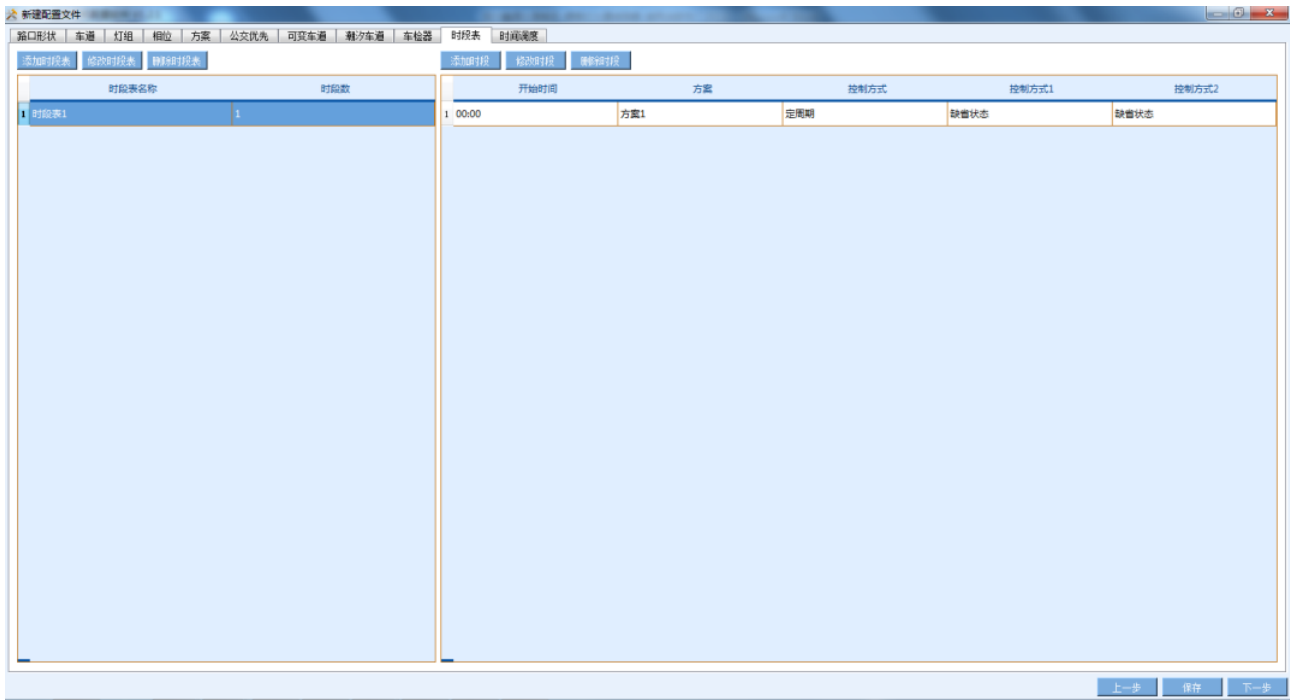 新建配置文件
路口形状 车道 灯组 相位 方案 公交优先 可变车道 潮汐车道 车检器 时段表 时间调度
添加时段表 修改时段表 删除时段表 添加时段 修改时段 删除时段
时段表名称 时段数 开始时间 方案 控制方式 控制方式1 控制方式2
1 时段表1 1 1 00:00 方案1 定周期 缺省状态 缺省状态
上一步 保存 下一步